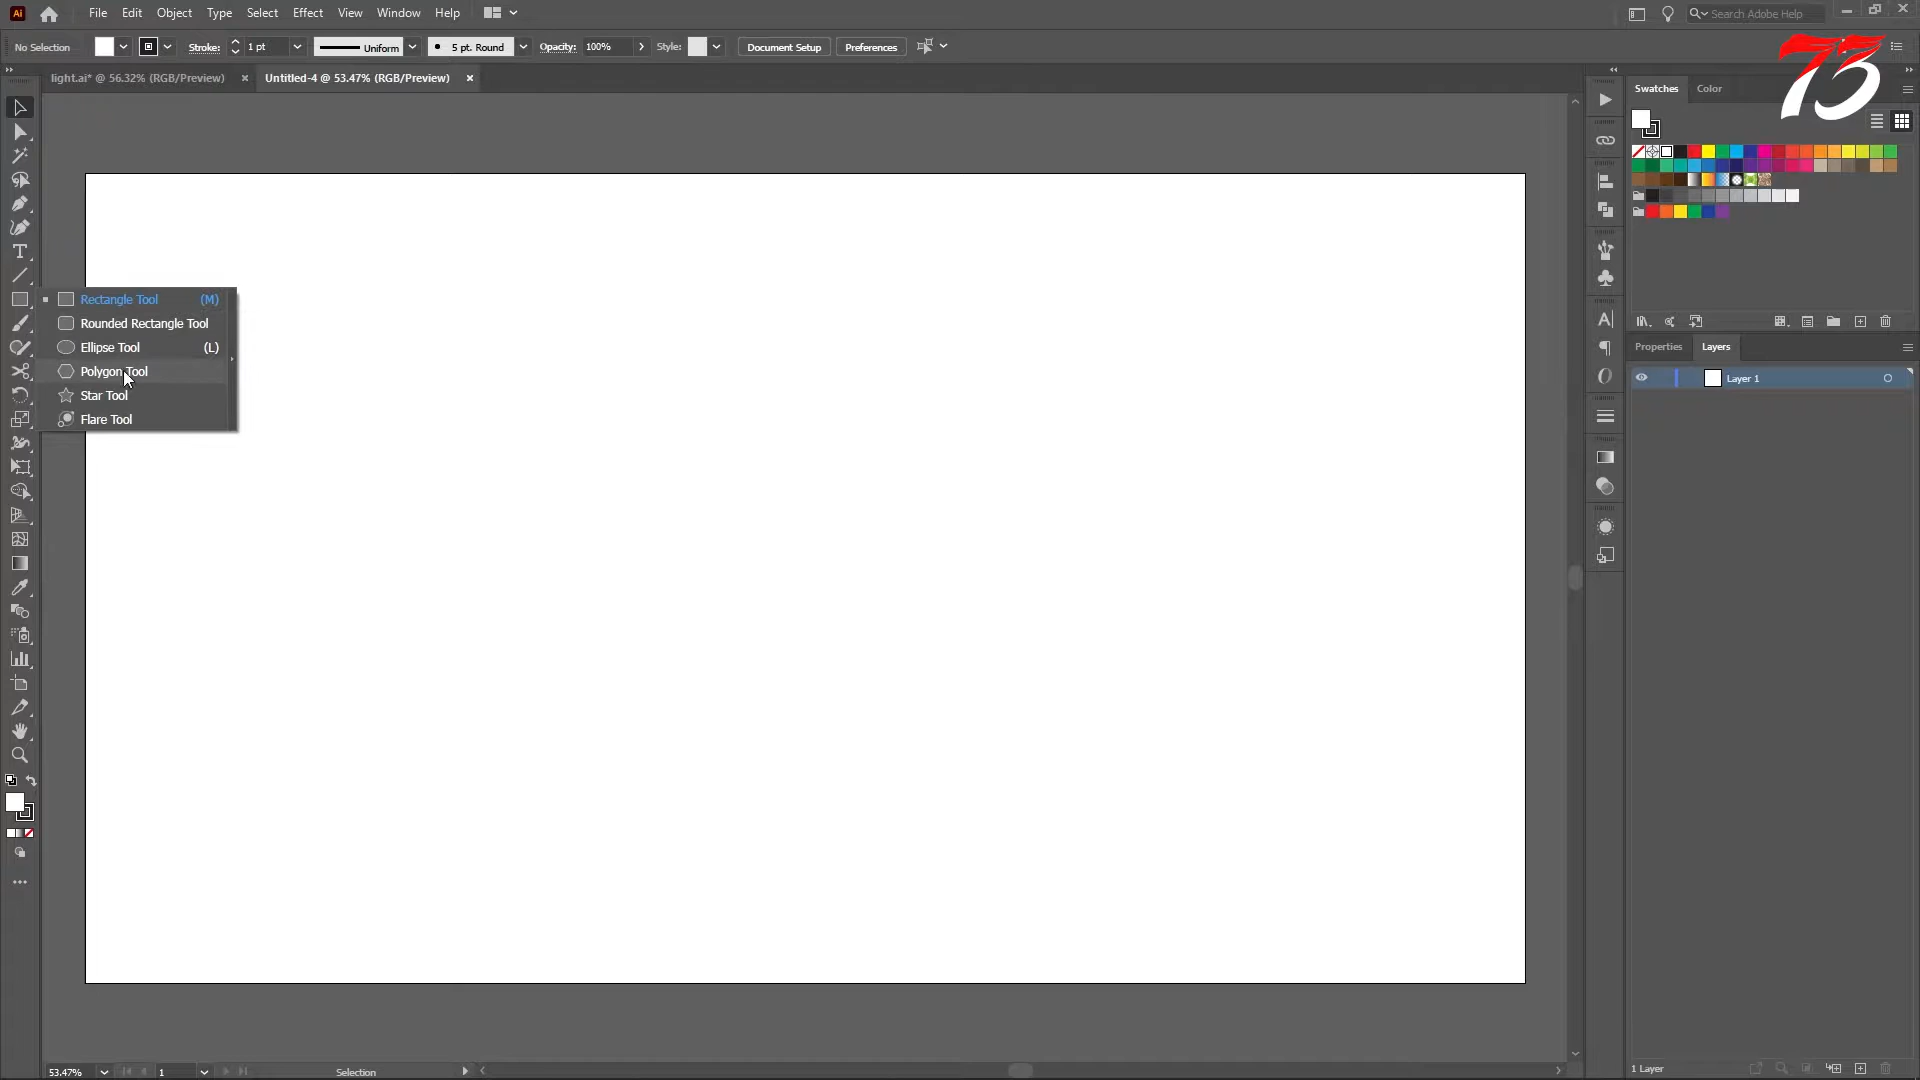 Ai File Edit Object Type Select Effect View Window Help Search Adobe Help
No Selection Stroke: 1 pt Uniform 5 pt. Round Opacity: 100% Style: Document Setup Preferences
73
light.ai* @ 56.32% (RGB/Preview) Untitled-4 @ 53.47% (RGB/Preview)
Swatches Color
Rectangle Tool (M)
Rounded Rectangle Tool
Ellipse Tool (L)
Polygon Tool
Star Tool
Flare Tool
Properties Layers
Layer 1
53.47% 1 Selection 1 Layer